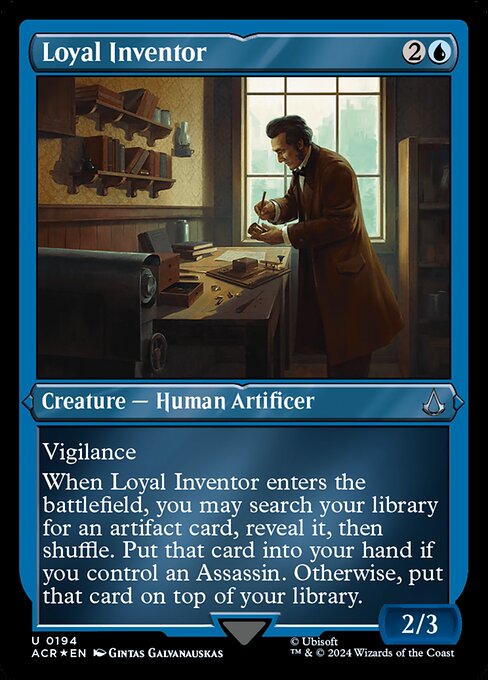 Loyal Inventor 2
Creature — Human Artificer
Vigilance
When Loyal Inventor enters the
battlefield, you may search your library
for an artifact card, reveal it, then
shuffle. Put that card into your hand if
you control an Assassin. Otherwise, put
that card on top of your library.
2/3
U 0194
ACR★EN Gintas Galvanauskas
© Ubisoft
™ & © 2024 Wizards of the Coast